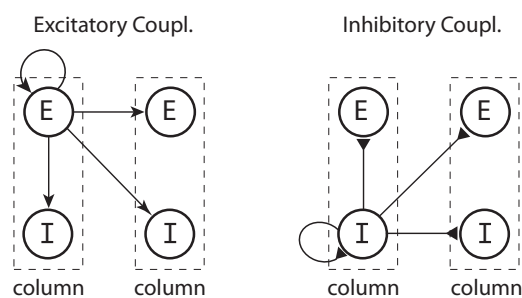 Excitatory Coupl.
Inhibitory Coupl.
E E
E E
I I
I I
column column
column column